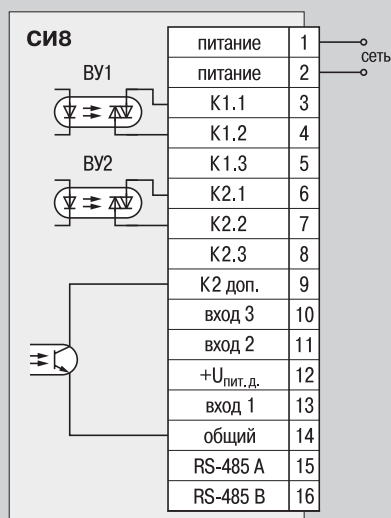 СИ8
питание 1
питание 2
сеть
ВУ1
К1.1 3
К1.2 4
К1.3 5
ВУ2
К2.1 6
К2.2 7
К2.3 8
К2 доп. 9
вход 3 10
вход 2 11
+Uпит. д. 12
вход 1 13
общий 14
RS-485 А 15
RS-485 В 16